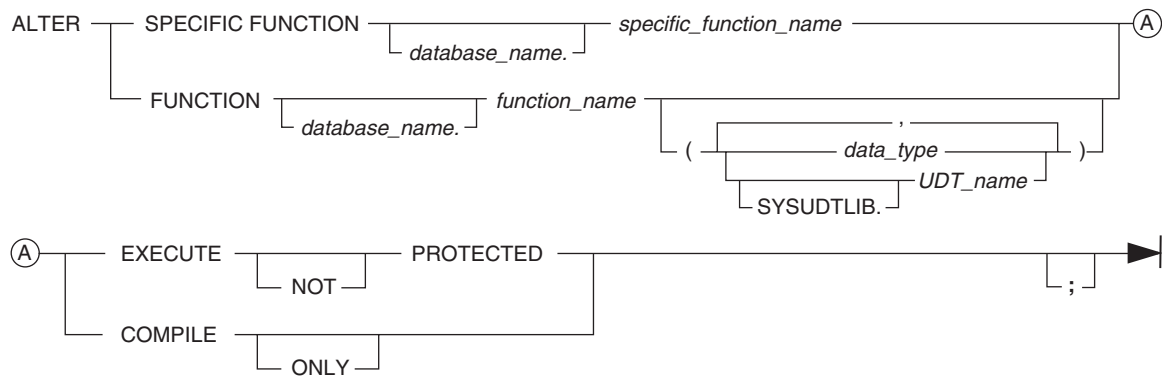 ALTER SPECIFIC FUNCTION specific_function_name A
database_name.
FUNCTION function_name
database_name.
,
( data_type )
UDT_name
SYSUDTLIB.
A EXECUTE PROTECTED
NOT ;
COMPILE
ONLY